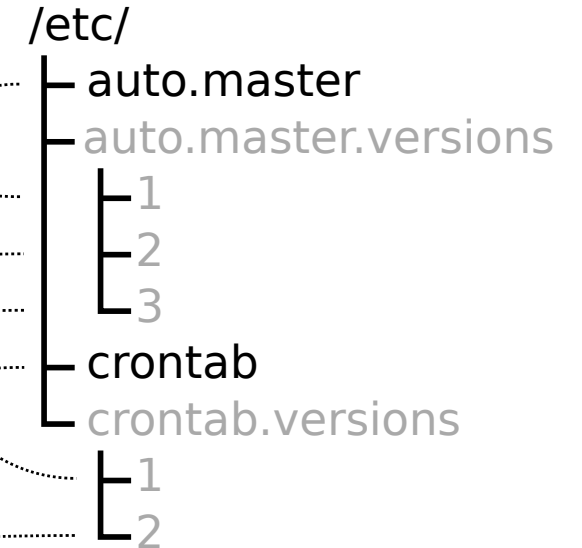 /etc/
auto.master
auto.master.versions
1
2
3
crontab
crontab.versions
1
2